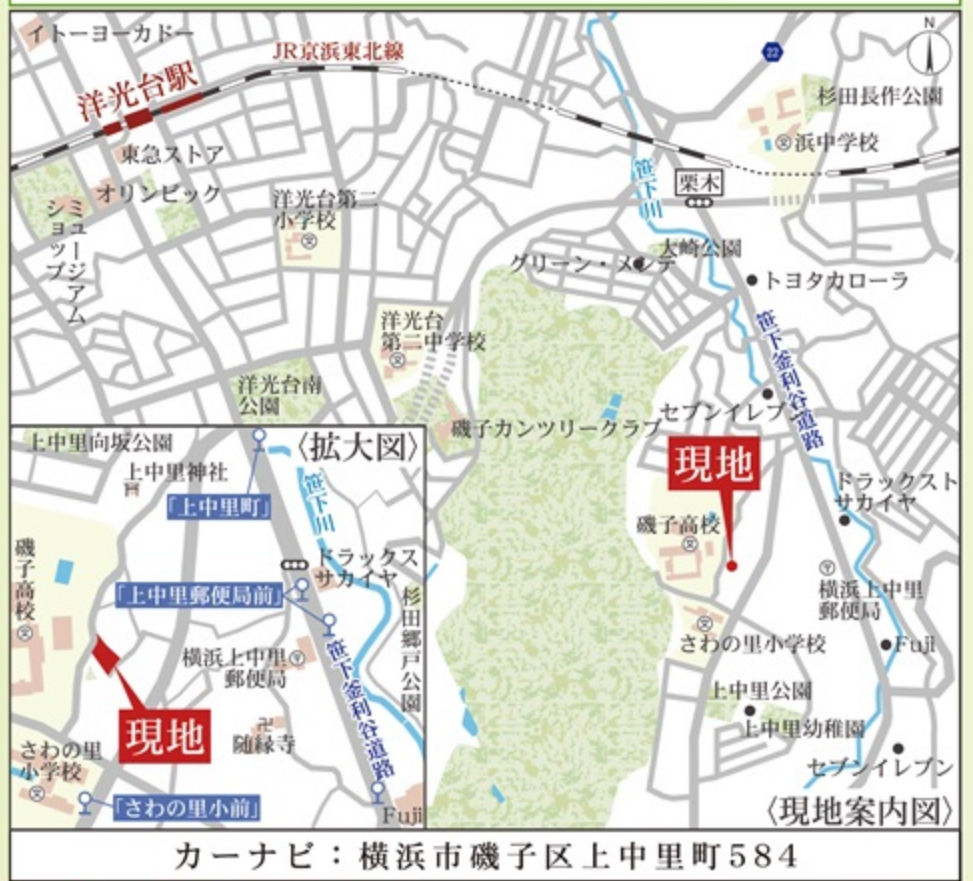 イトーヨーカドー
JR京浜東北線
洋光台駅
東急ストア
オリンピック
ミュージアム
ショップ
洋光台第二
小学校
洋光台
第二中学校
洋光台南
公園
N
22
杉田長作公園
浜中学校
栗木
笹下川
大崎公園
グリーン・メンテ
トヨタカローラ
笹下釜利谷道路
セブンイレブン
磯子カンツリークラブ
現地
磯子高校
ドラックスト
サカイヤ
横浜上中里
郵便局
さわの里小学校
Fuji
上中里公園
上中里幼稚園
セブンイレブン
〈現地案内図〉
〈拡大図〉
上中里向坂公園
上中里神社
「上中里町」
笹下川
磯子高校
ドラックス
サカイヤ
「上中里郵便局前」
杉田郷戸公園
横浜上中里
郵便局
笹下釜利谷道路
現地
卍
随縁寺
さわの里
小学校
「さわの里小前」
Fuji
カーナビ：横浜市磯子区上中里町584